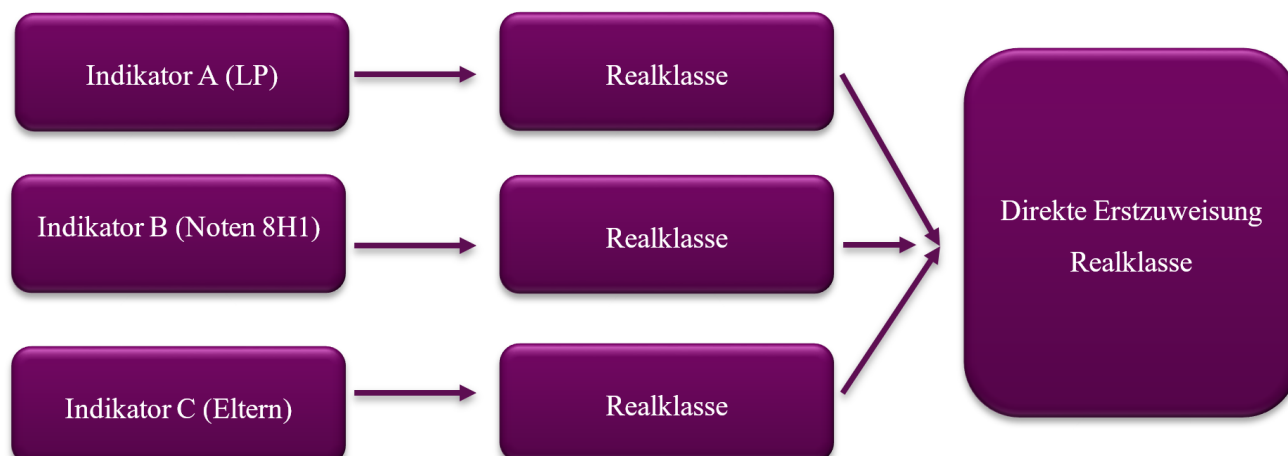 Indikator A (LP)
Realklasse
Indikator B (Noten 8H1)
Realklasse
Indikator C (Eltern)
Realklasse
Direkte Erstzuweisung
Realklasse